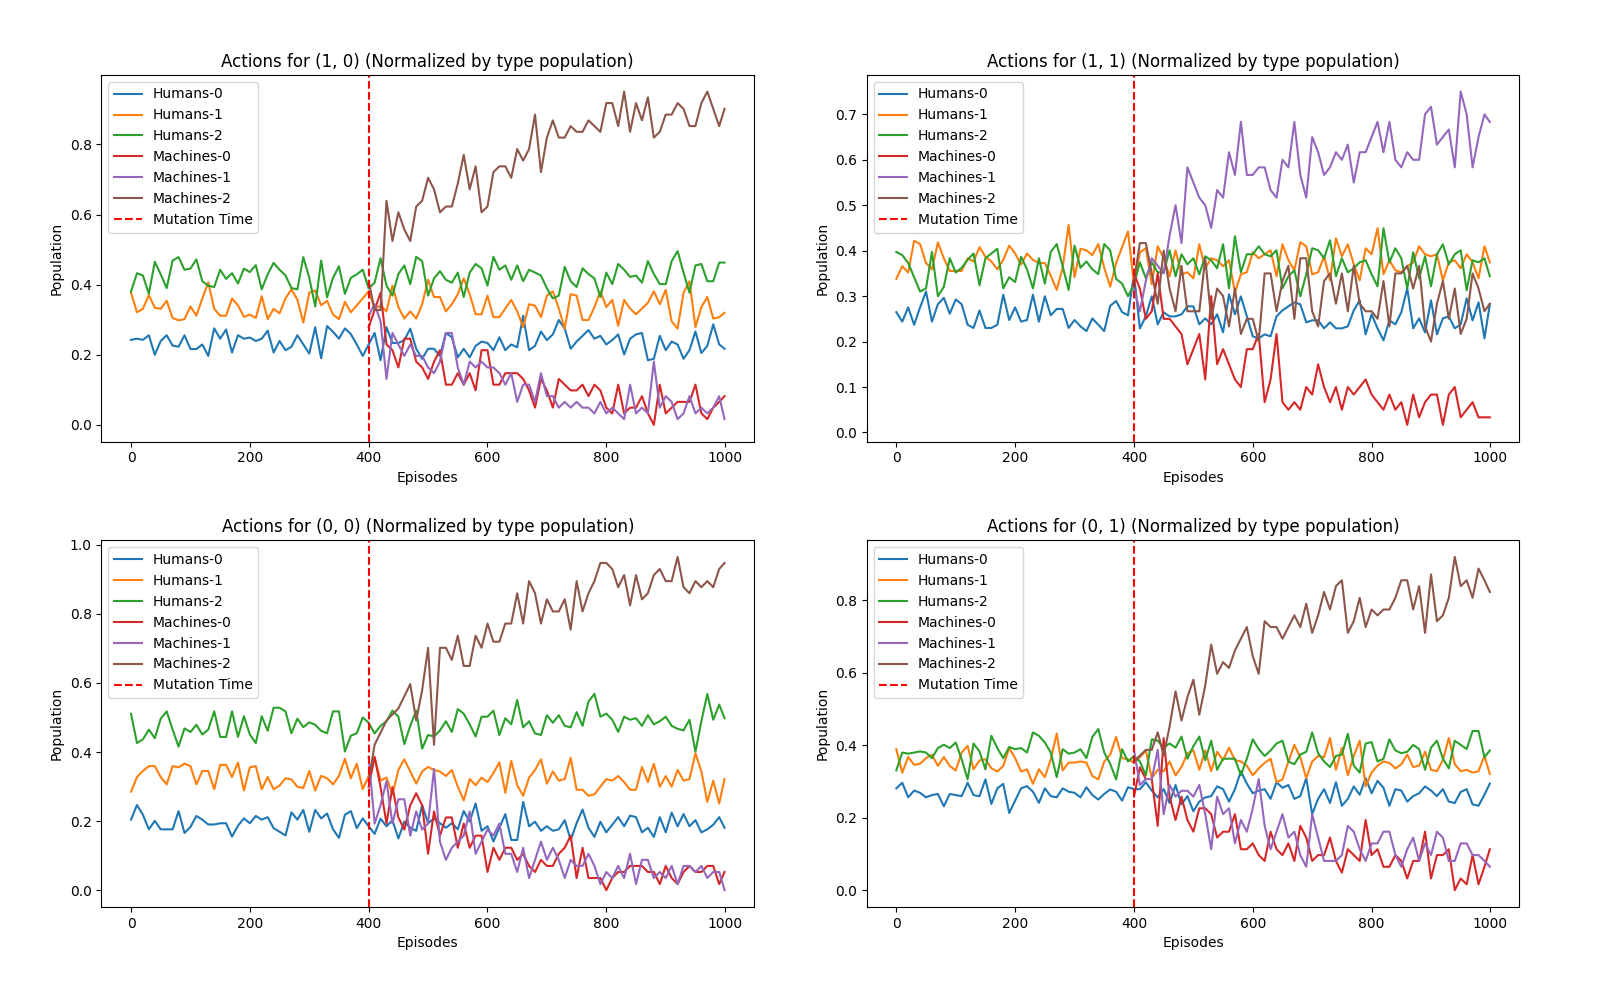 Actions for (1, 0) (Normalized by type population)
Humans-0
Humans-1
Humans-2
Machines-0
Machines-1
Machines-2
Mutation Time
Population
0.8
0.6
0.4
0.2
0.0
0 200 400 600 800 1000
Episodes
Actions for (1, 1) (Normalized by type population)
Humans-0
Humans-1
Humans-2
Machines-0
Machines-1
Machines-2
Mutation Time
Population
0.7
0.6
0.5
0.4
0.3
0.2
0.1
0.0
0 200 400 600 800 1000
Episodes
Actions for (0, 0) (Normalized by type population)
Humans-0
Humans-1
Humans-2
Machines-0
Machines-1
Machines-2
Mutation Time
Population
1.0
0.8
0.6
0.4
0.2
0.0
0 200 400 600 800 1000
Episodes
Actions for (0, 1) (Normalized by type population)
Humans-0
Humans-1
Humans-2
Machines-0
Machines-1
Machines-2
Mutation Time
Population
0.8
0.6
0.4
0.2
0.0
0 200 400 600 800 1000
Episodes